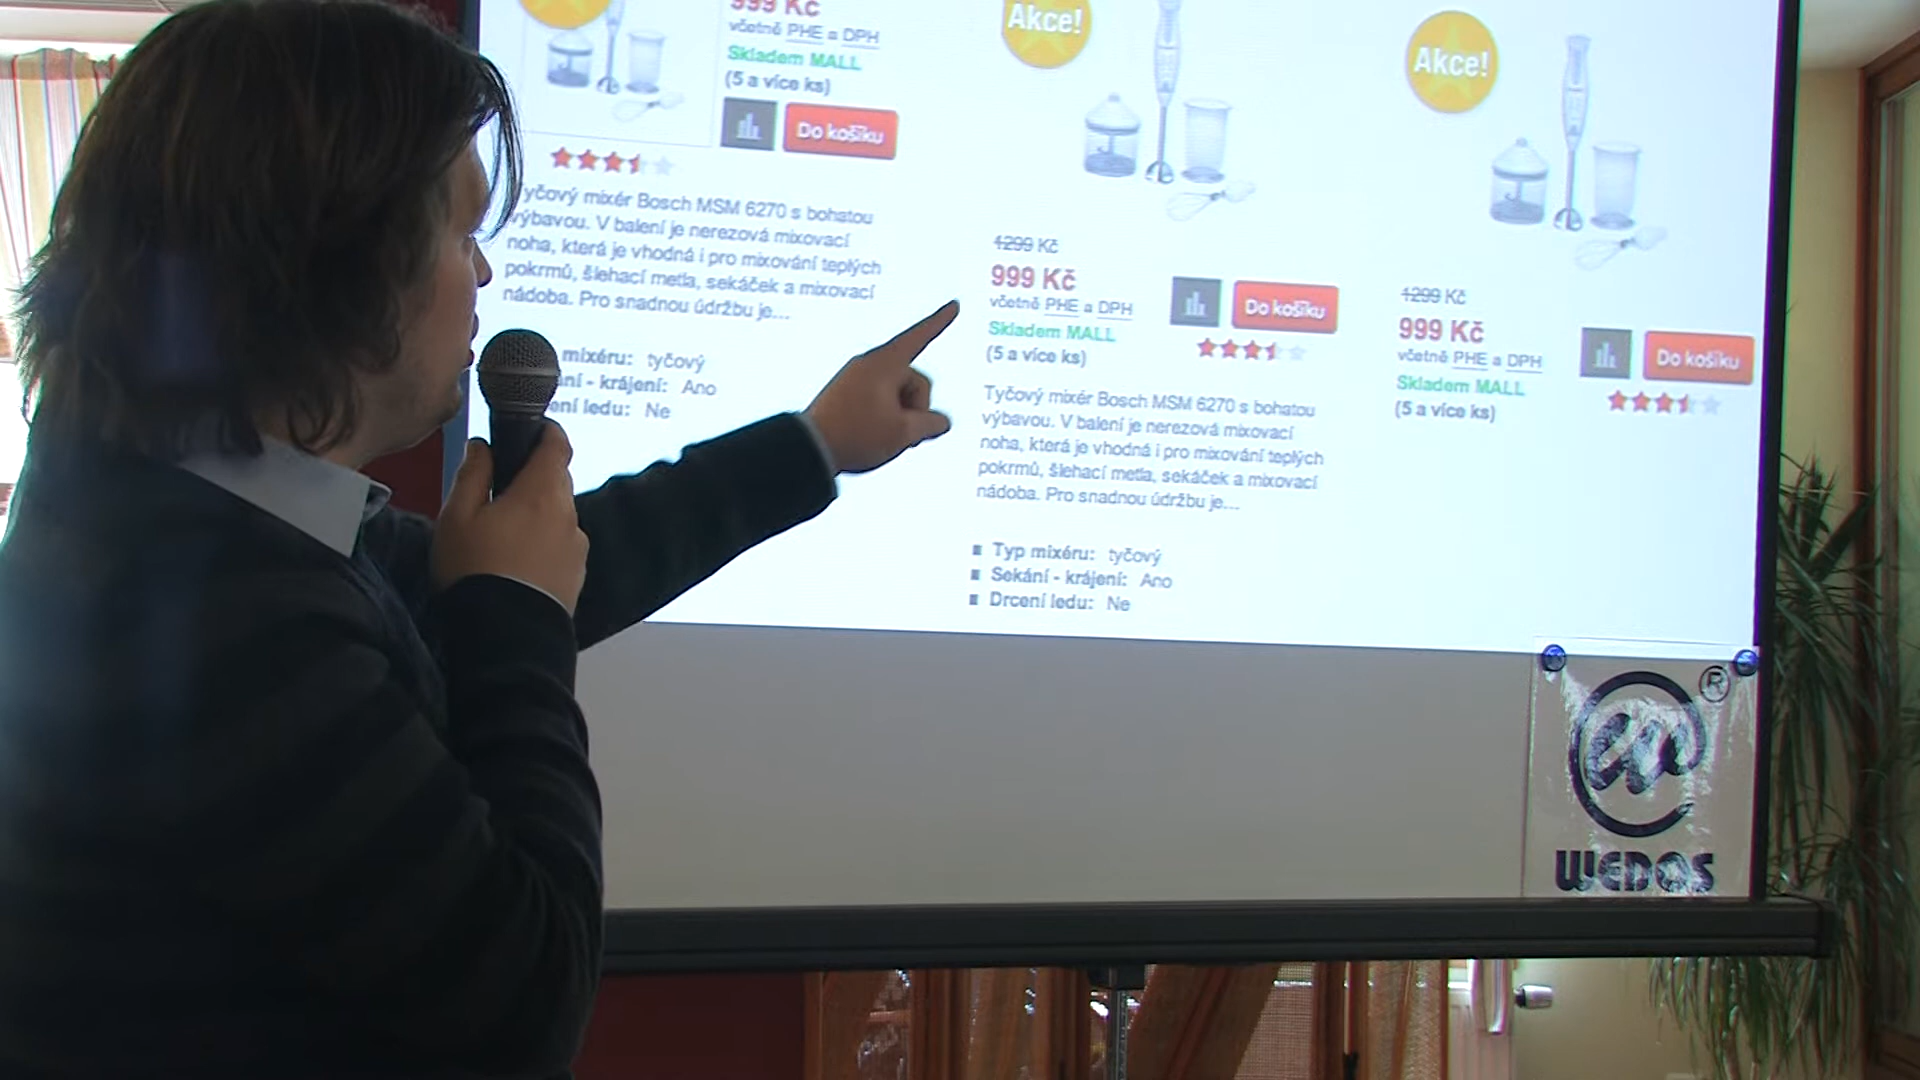 999 Kč
včetně PHE a DPH
Skladem MALL
(5 a více ks)
Do košíku
tyčový mixér Bosch MSM 6270 s bohatou
výbavou. V balení je nerezová mixovací
noha, která je vhodná i pro mixování teplých
pokrmů, šlehací metla, sekáček a mixovací
nádoba. Pro snadnou údržbu je...
mixéru: tyčový
ání - krájení: Ano
ení ledu: Ne
Akce!
1299 Kč
999 Kč
včetně PHE a DPH
Skladem MALL
(5 a více ks)
Do košíku
Tyčový mixér Bosch MSM 6270 s bohatou
výbavou. V balení je nerezová mixovací
noha, která je vhodná i pro mixování teplých
pokrmů, šlehací metla, sekáček a mixovací
nádoba. Pro snadnou údržbu je...
Typ mixéru: tyčový
Sekání - krájení: Ano
Drcení ledu: Ne
Akce!
1299 Kč
999 Kč
včetně PHE a DPH
Skladem MALL
(5 a více ks)
Do košíku
®
WEDOS